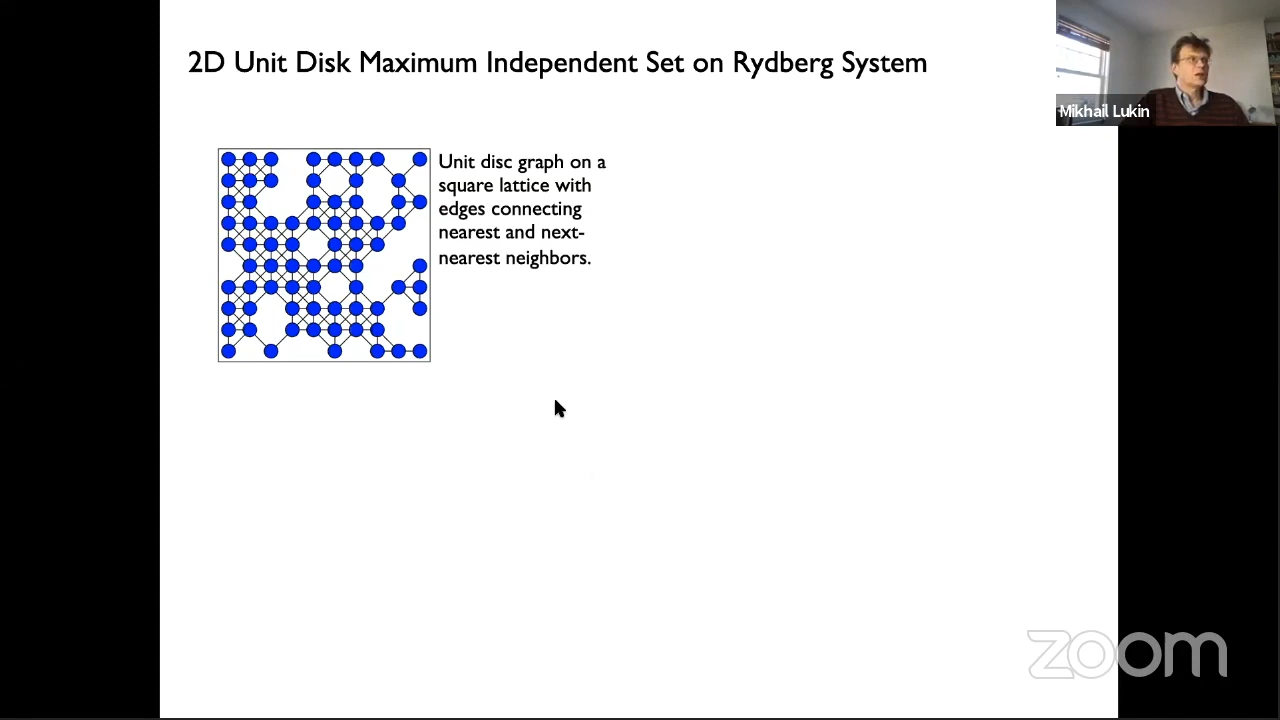 2D Unit Disk Maximum Independent Set on Rydberg System
Mikhail Lukin
Unit disc graph on a
square lattice with
edges connecting
nearest and next-
nearest neighbors.
zoom